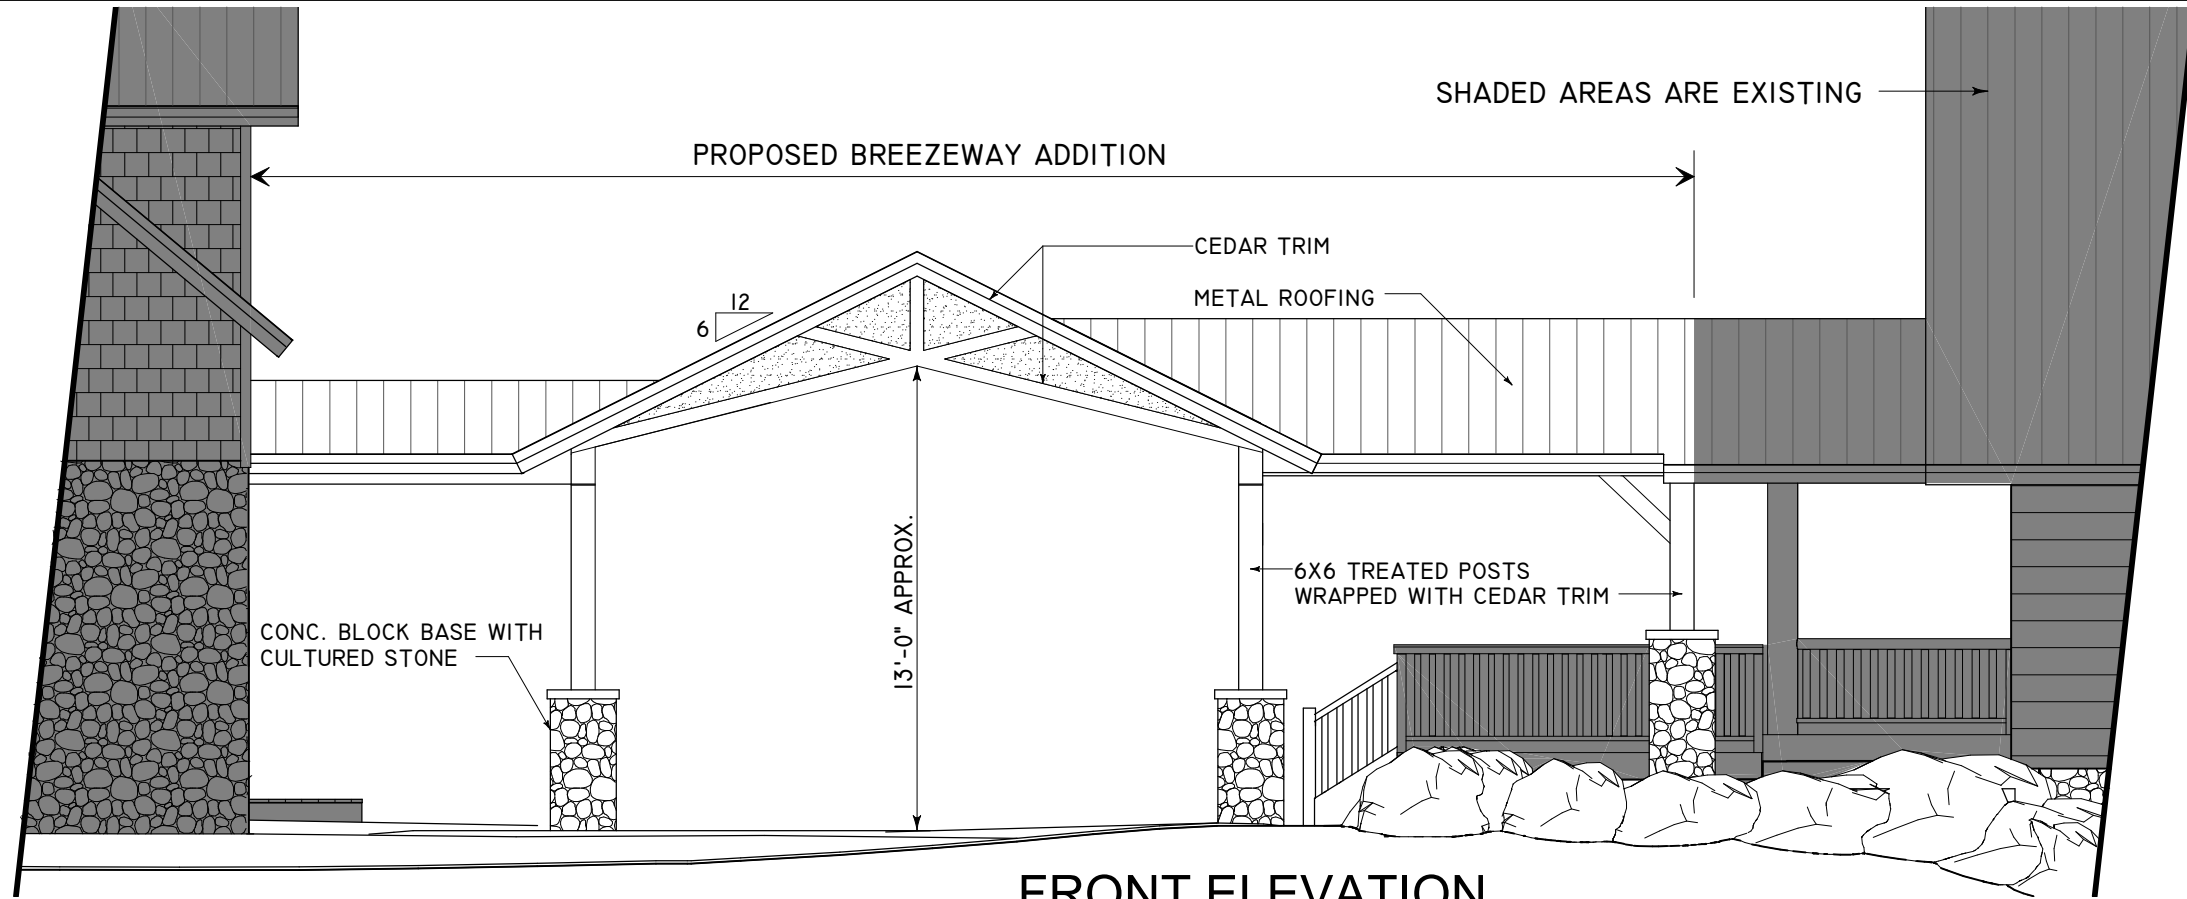 SHADED AREAS ARE EXISTING
PROPOSED BREEZEWAY ADDITION
CEDAR TRIM
METAL ROOFING
12
6
13'-0" APPROX.
6X6 TREATED POSTS
WRAPPED WITH CEDAR TRIM
CONC. BLOCK BASE WITH
CULTURED STONE
FRONT ELEVATION